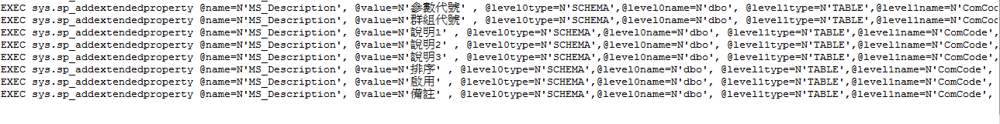 EXEC sys.sp_addextendedproperty @name=N'MS_Description', @value=N'參數代號' , @level0type=N'SCHEMA',@level0name=N'dbo', @level1type=N'TABLE',@level1name=N'ComCod
EXEC sys.sp_addextendedproperty @name=N'MS_Description', @value=N'群組代號' , @level0type=N'SCHEMA',@level0name=N'dbo', @level1type=N'TABLE',@level1name=N'ComCod
EXEC sys.sp_addextendedproperty @name=N'MS_Description', @value=N'說明1' , @level0type=N'SCHEMA',@level0name=N'dbo', @level1type=N'TABLE',@level1name=N'ComCode',
EXEC sys.sp_addextendedproperty @name=N'MS_Description', @value=N'說明2' , @level0type=N'SCHEMA',@level0name=N'dbo', @level1type=N'TABLE',@level1name=N'ComCode',
EXEC sys.sp_addextendedproperty @name=N'MS_Description', @value=N'說明3' , @level0type=N'SCHEMA',@level0name=N'dbo', @level1type=N'TABLE',@level1name=N'ComCode',
EXEC sys.sp_addextendedproperty @name=N'MS_Description', @value=N'排序' , @level0type=N'SCHEMA',@level0name=N'dbo', @level1type=N'TABLE',@level1name=N'ComCode',
EXEC sys.sp_addextendedproperty @name=N'MS_Description', @value=N'啟用' , @level0type=N'SCHEMA',@level0name=N'dbo', @level1type=N'TABLE',@level1name=N'ComCode',
EXEC sys.sp_addextendedproperty @name=N'MS_Description', @value=N'備註' , @level0type=N'SCHEMA',@level0name=N'dbo', @level1type=N'TABLE',@level1name=N'ComCode',